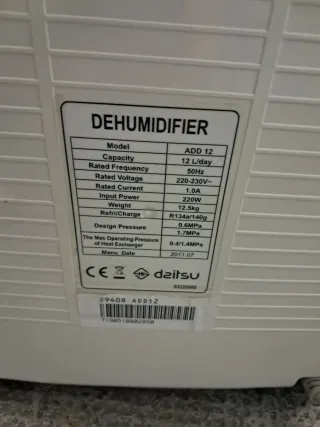 DEHUMIDIFIER
Model ADD 12
Capacity 12 L/day
Rated Frequency 50Hz
Rated Voltage 220-230V~
Rated Current 1.0A
Input Power 220W
Weight 12.5kg
Refri/Charge R134a/140g
Design Pressure 0.6MPa
1.7MPa
The Max Operating Pressure
of Heat Exchanger 0.4/1.4MPa
Manu_Date 2011.07
CE daitsu
29408 ADD12